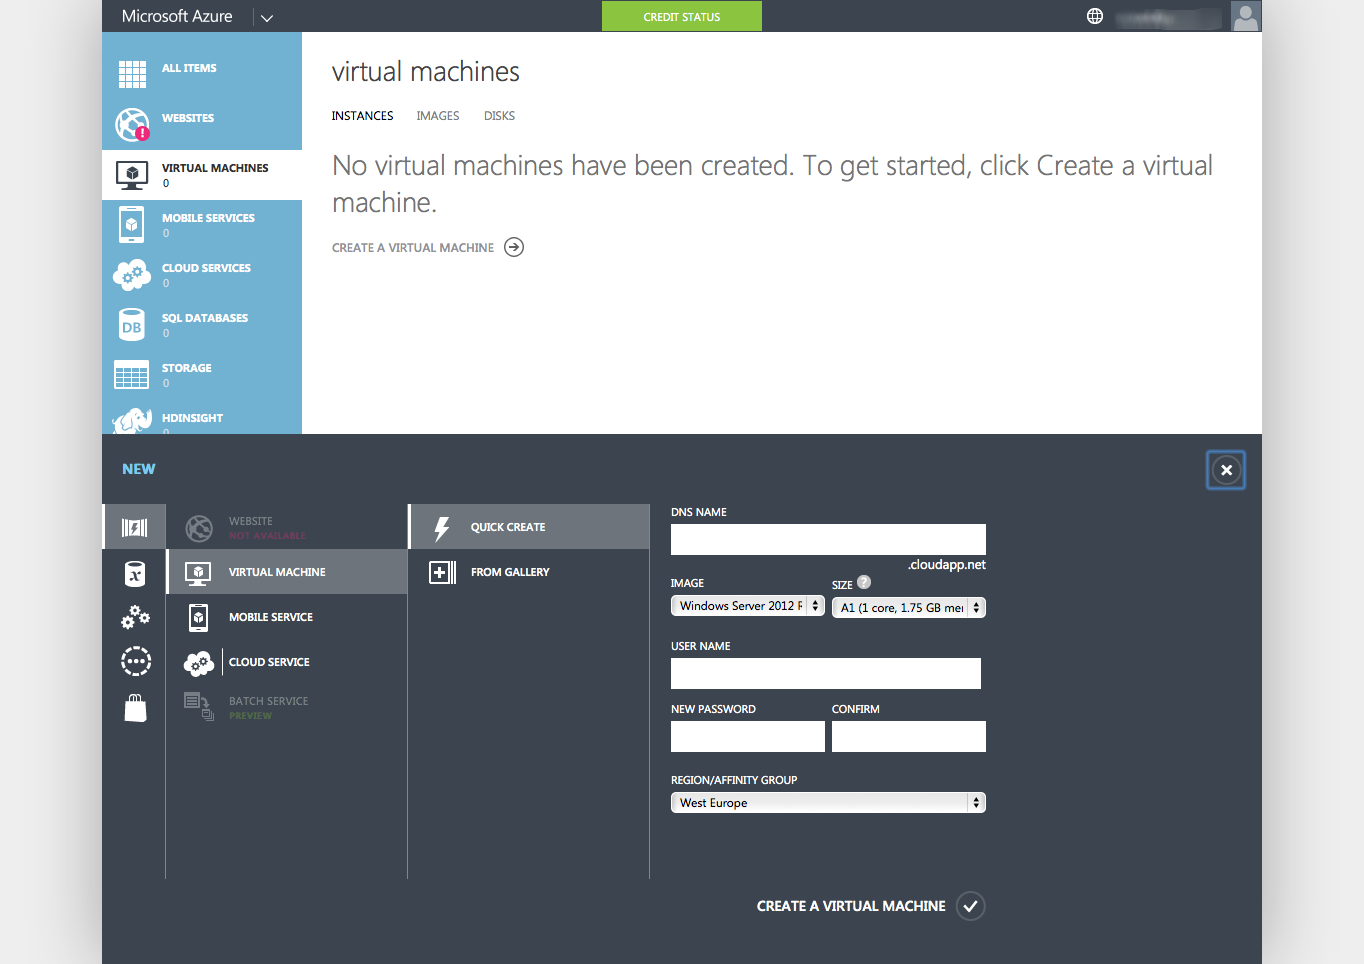 Microsoft Azure
CREDIT STATUS
ALL ITEMS
WEBSITES
!
VIRTUAL MACHINES
0
MOBILE SERVICES
0
CLOUD SERVICES
0
DB
SQL DATABASES
0
STORAGE
0
HDINSIGHT
0
virtual machines
INSTANCES IMAGES DISKS
No virtual machines have been created. To get started, click Create a virtual
machine.
CREATE A VIRTUAL MACHINE
NEW
WEBSITE
NOT AVAILABLE
VIRTUAL MACHINE
MOBILE SERVICE
CLOUD SERVICE
BATCH SERVICE
PREVIEW
QUICK CREATE
FROM GALLERY
DNS NAME
.cloudapp.net
IMAGE
SIZE ?
Windows Server 2012 R
A1 (1 core, 1.75 GB mer
USER NAME
NEW PASSWORD
CONFIRM
REGION/AFFINITY GROUP
West Europe
CREATE A VIRTUAL MACHINE